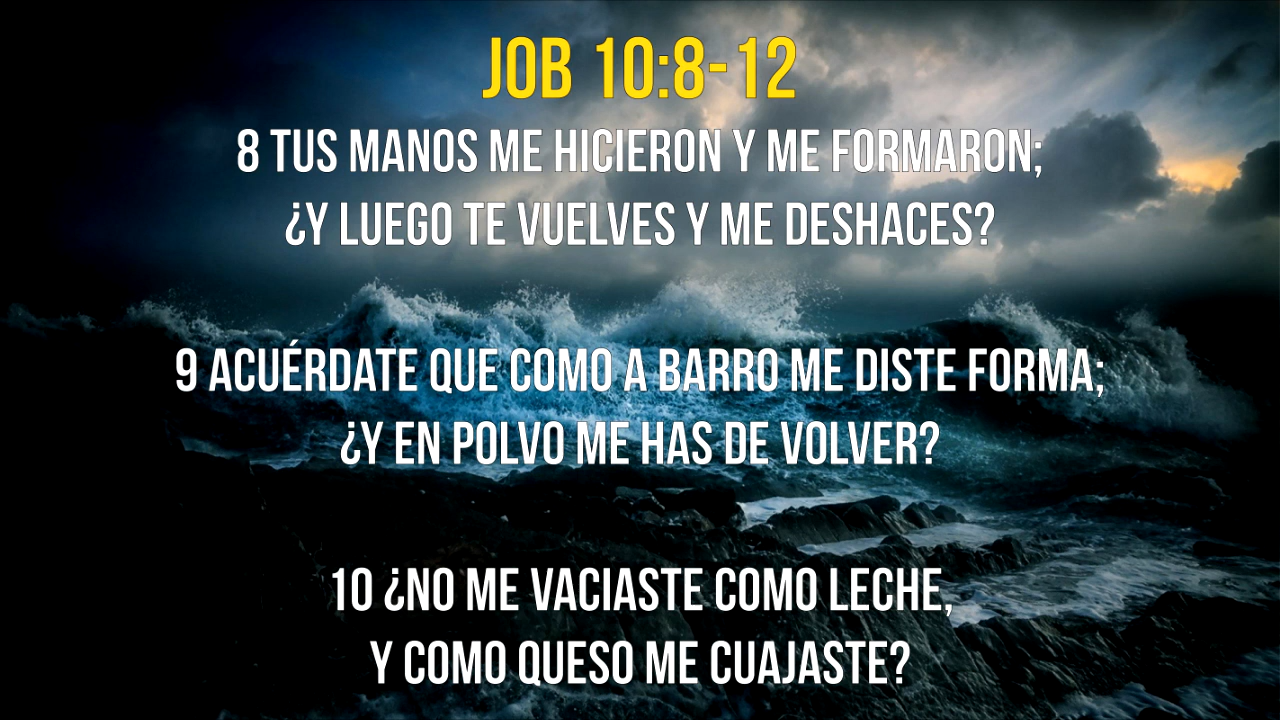 JOB 10:8-12
8 TUS MANOS ME HICIERON Y ME FORMARON;
¿Y LUEGO TE VUELVES Y ME DESHACES?
9 ACUÉRDATE QUE COMO A BARRO ME DISTE FORMA;
¿Y EN POLVO ME HAS DE VOLVER?
10 ¿NO ME VACIASTE COMO LECHE,
Y COMO QUESO ME CUAJASTE?